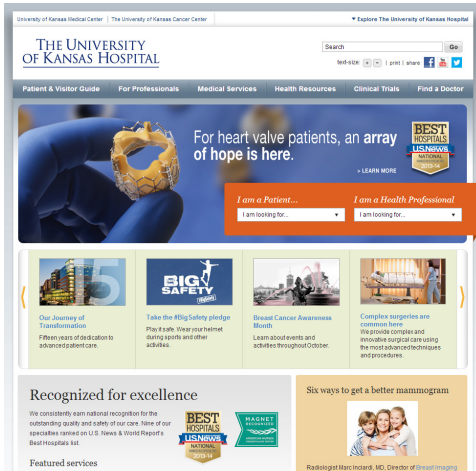 University of Kansas Medical Center | The University of Kansas Cancer Center
▼ Explore The University of Kansas Hospital
THE UNIVERSITY
OF KANSAS HOSPITAL
Search
Go
text-size: + - | print | share
Patient & Visitor Guide For Professionals Medical Services Health Resources Clinical Trials Find a Doctor
For heart valve patients, an array
of hope is here.
> LEARN MORE
BEST
HOSPITALS
U.S.News
NATIONAL
2013-14
I am a Patient...
I am looking for...
I am a Health Professional
I am looking for...
15
Our Journey of
Transformation
Fifteen years of dedication to
advanced patient care.
BIG
SAFETY
Take the #BigSafety pledge
Play it safe. Wear your helmet
during sports and other
activities.
Breast Cancer Awareness
Month
Learn about events and
activities throughout October.
Complex surgeries are
common here
We provide complex and
innovative surgical care using
the most advanced techniques
and procedures.
Recognized for excellence
We consistently earn national recognition for the
outstanding quality and safety of our care. Nine of our
specialties ranked on U.S. News & World Report's
Best Hospitals list.
BEST
HOSPITALS
U.S.News
NATIONAL
2013-14
MAGNET
RECOGNIZED
Featured services
Six ways to get a better mammogram
Radiologist Marc Inciardi, MD, Director of Breast Imaging